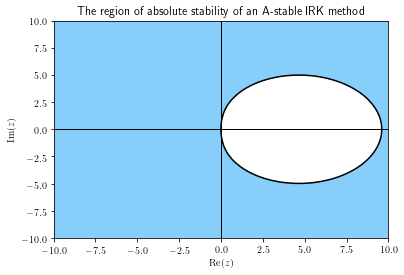 The region of absolute stability of an A-stable IRK method
10.0
7.5
5.0
2.5
0.0
−2.5
−5.0
−7.5
−10.0
Im(z)
−10.0 −7.5 −5.0 −2.5 0.0 2.5 5.0 7.5 10.0
Re(z)